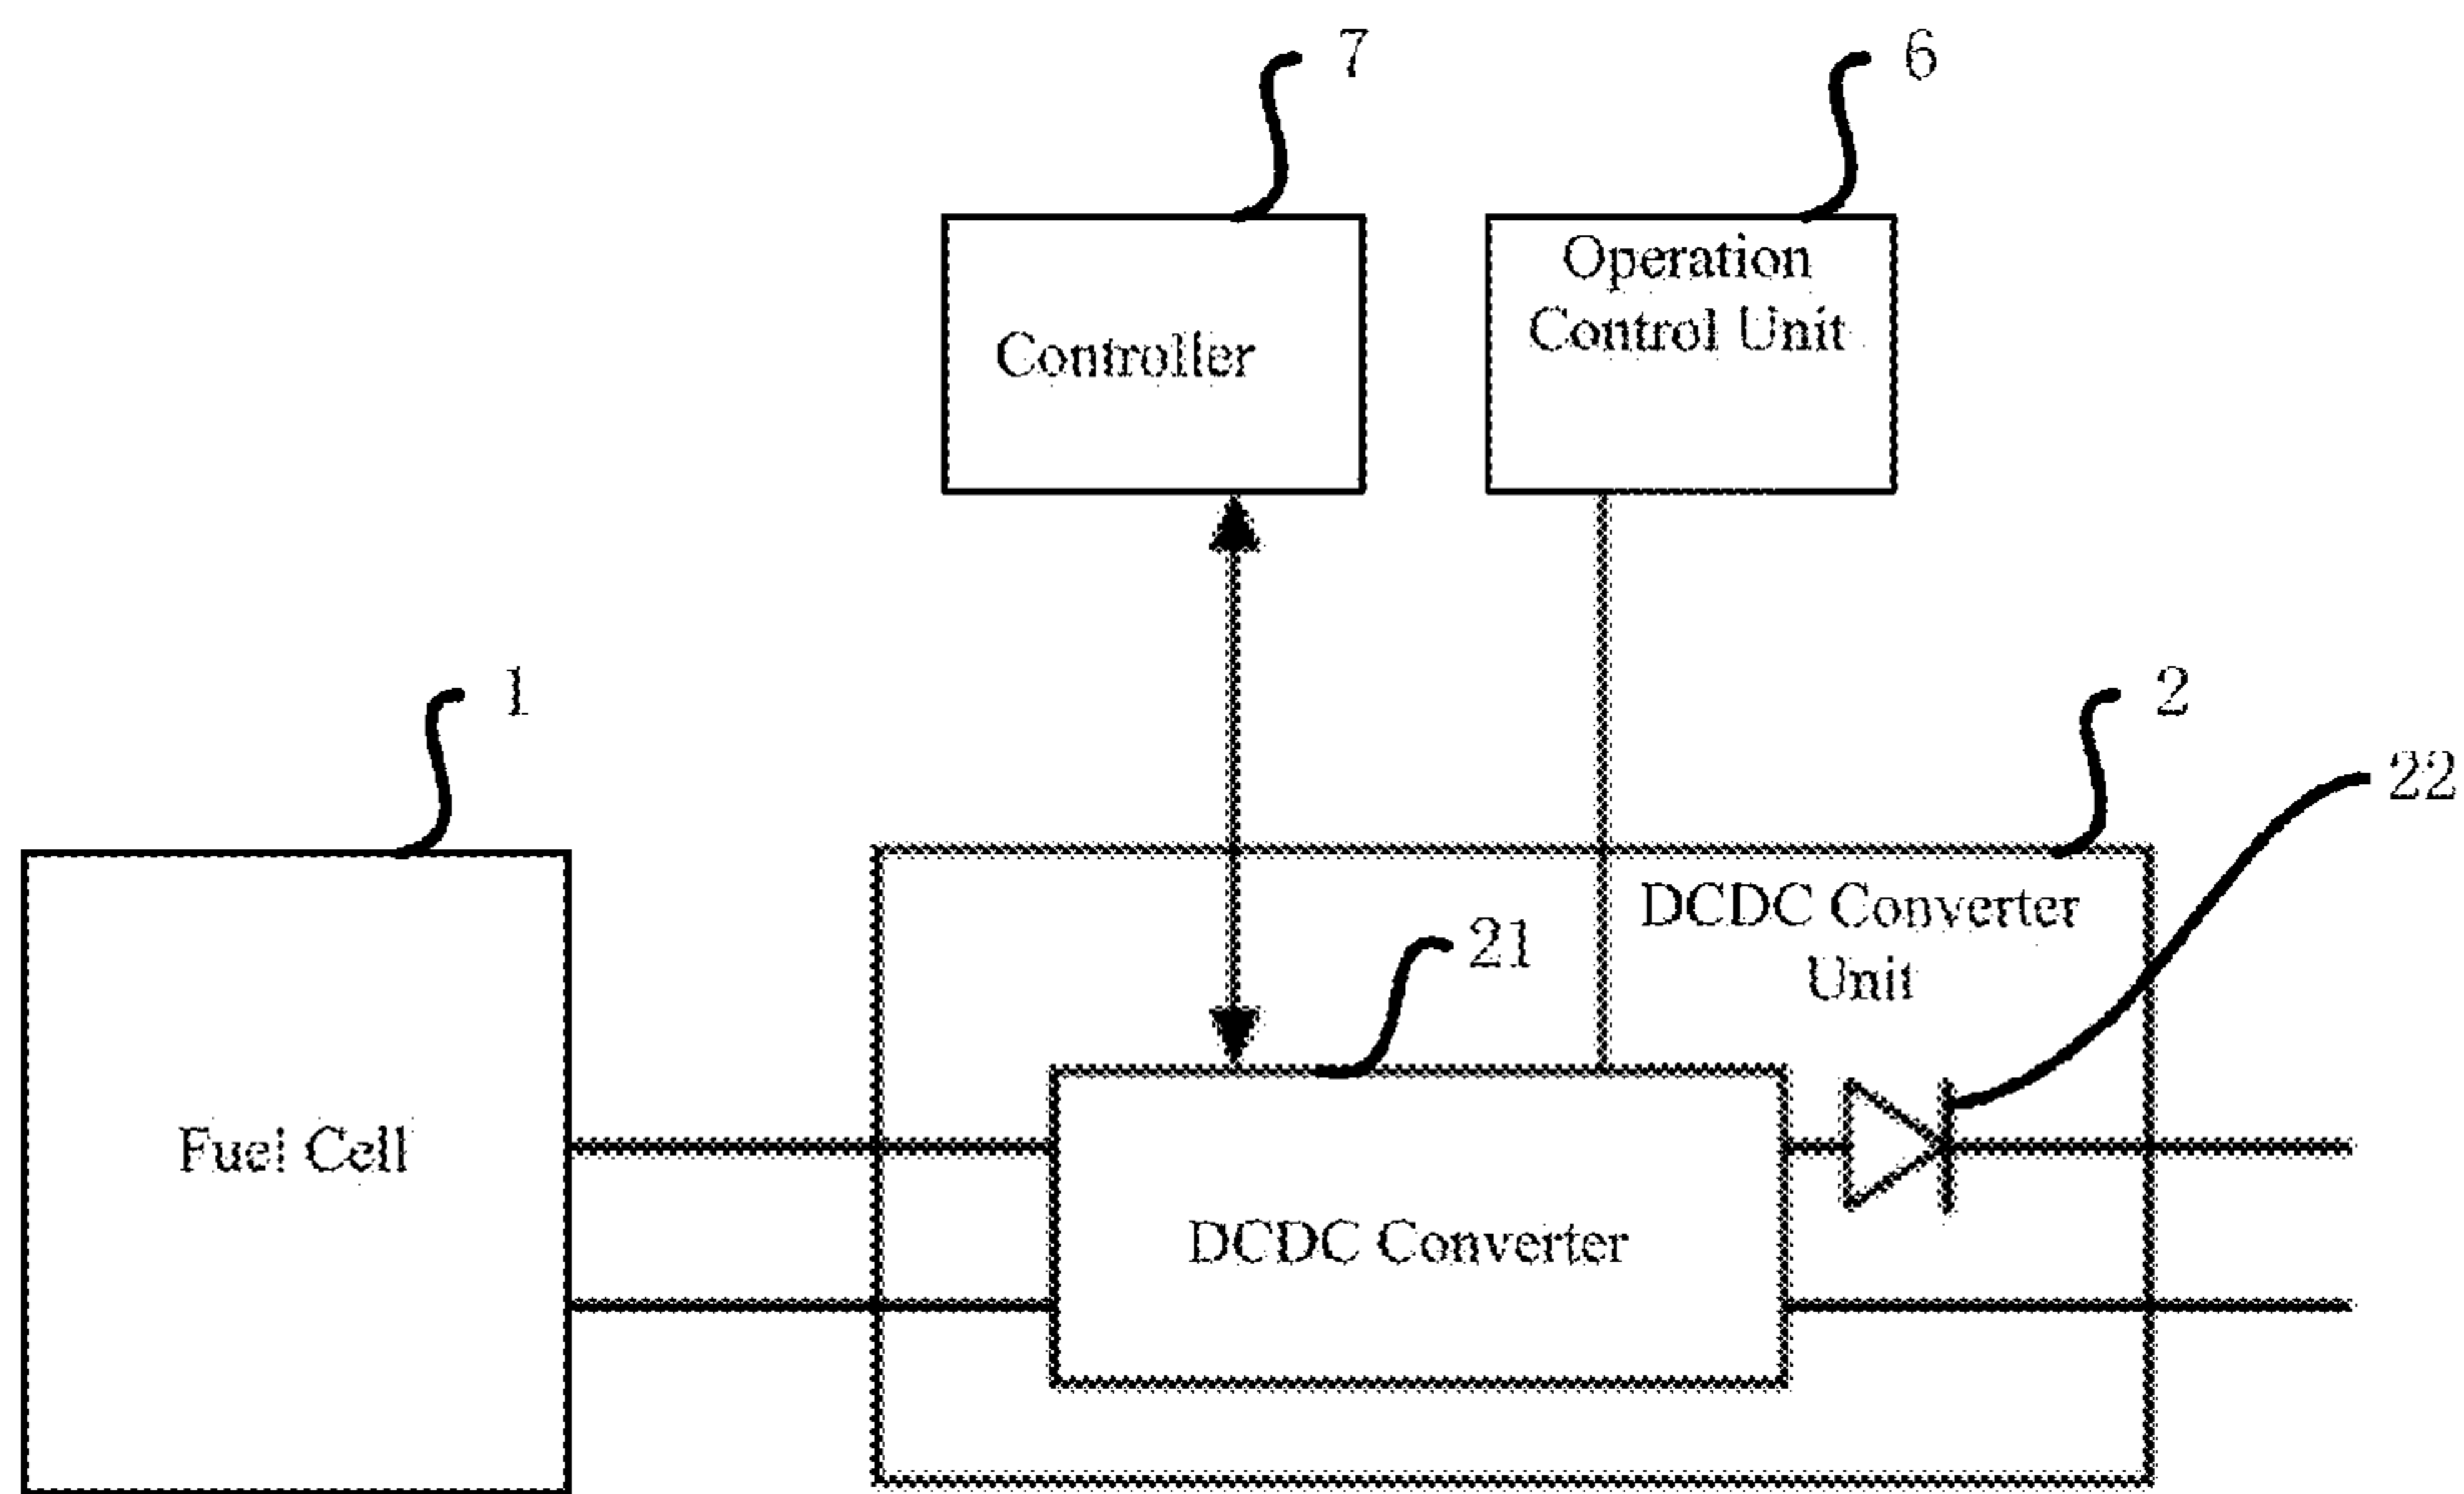 7
6
Operation
Control Unit
Controller
1
2
22
DCDC Converter
Unit
21
Fuel Cell
DCDC Converter